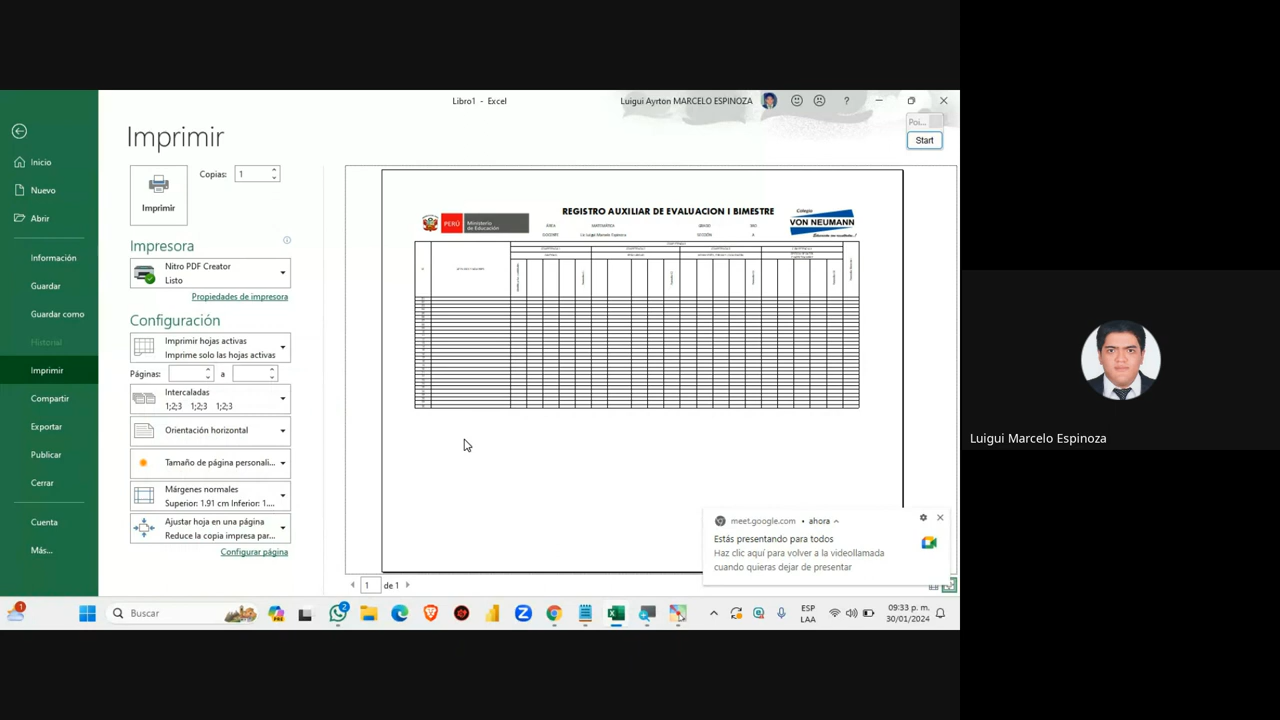 Libro1 - Excel
Luigui Ayrton MARCELO ESPINOZA
?
Poi...
Start
Inicio
Nuevo
Abrir
Información
Guardar
Guardar como
Historial
Imprimir
Compartir
Exportar
Publicar
Cerrar
Cuenta
Más...
Imprimir
Imprimir
Copias: 1
Impresora
Nitro PDF Creator
Listo
Propiedades de impresora
Configuración
Imprimir hojas activas
Imprime solo las hojas activas
Páginas: a
Intercaladas
1;2;3 1;2;3 1;2;3
Orientación horizontal
Tamaño de página personali...
Márgenes normales
Superior: 1.91 cm Inferior: 1....
Ajustar hoja en una página
Reduce la copia impresa par...
Configurar página
PERÚ
Ministerio
de Educación
REGISTRO AUXILIAR DE EVALUACION I BIMESTRE
Colegio
VON NEUMANN
1 de 1
meet.google.com • ahora
Estás presentando para todos
Haz clic aquí para volver a la videollamada
cuando quieras dejar de presentar
1
Buscar
2
ESP
LAA
09:33 p. m.
30/01/2024
Luigui Marcelo Espinoza